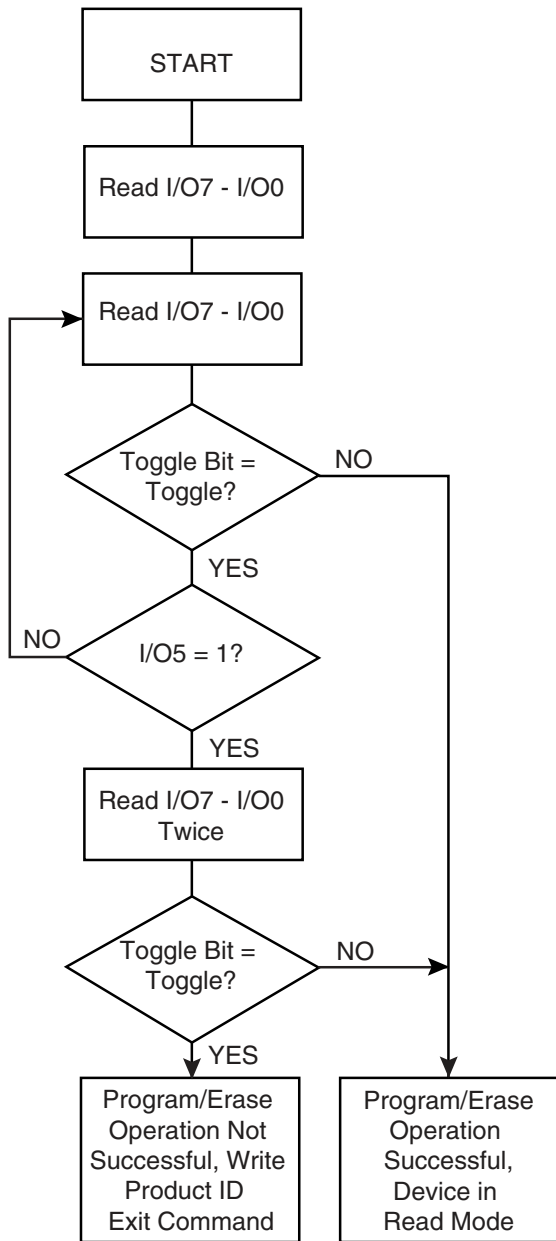 START
Read I/O7 - I/O0
Read I/O7 - I/O0
Toggle Bit =
Toggle?
NO
YES
NO
I/O5 = 1?
YES
Read I/O7 - I/O0
Twice
Toggle Bit =
Toggle?
NO
YES
Program/Erase
Operation Not
Successful, Write
Product ID
Exit Command
Program/Erase
Operation
Successful,
Device in
Read Mode